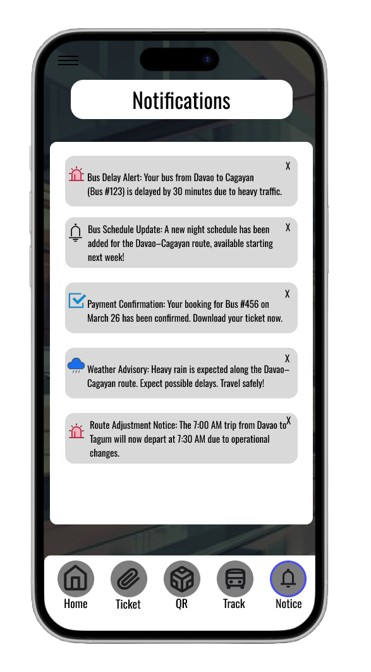 Notifications
X
Bus Delay Alert: Your bus from Davao to Cagayan
(Bus #123) is delayed by 30 minutes due to heavy traffic.
X
Bus Schedule Update: A new night schedule has been
added for the Davao–Cagayan route, available starting
next week!
X
Payment Confirmation: Your booking for Bus #456 on
March 26 has been confirmed. Download your ticket now.
X
Weather Advisory: Heavy rain is expected along the Davao–
Cagayan route. Expect possible delays. Travel safely!
X
Route Adjustment Notice: The 7:00 AM trip from Davao to
Tagum will now depart at 7:30 AM due to operational
changes.
Home Ticket QR Track Notice